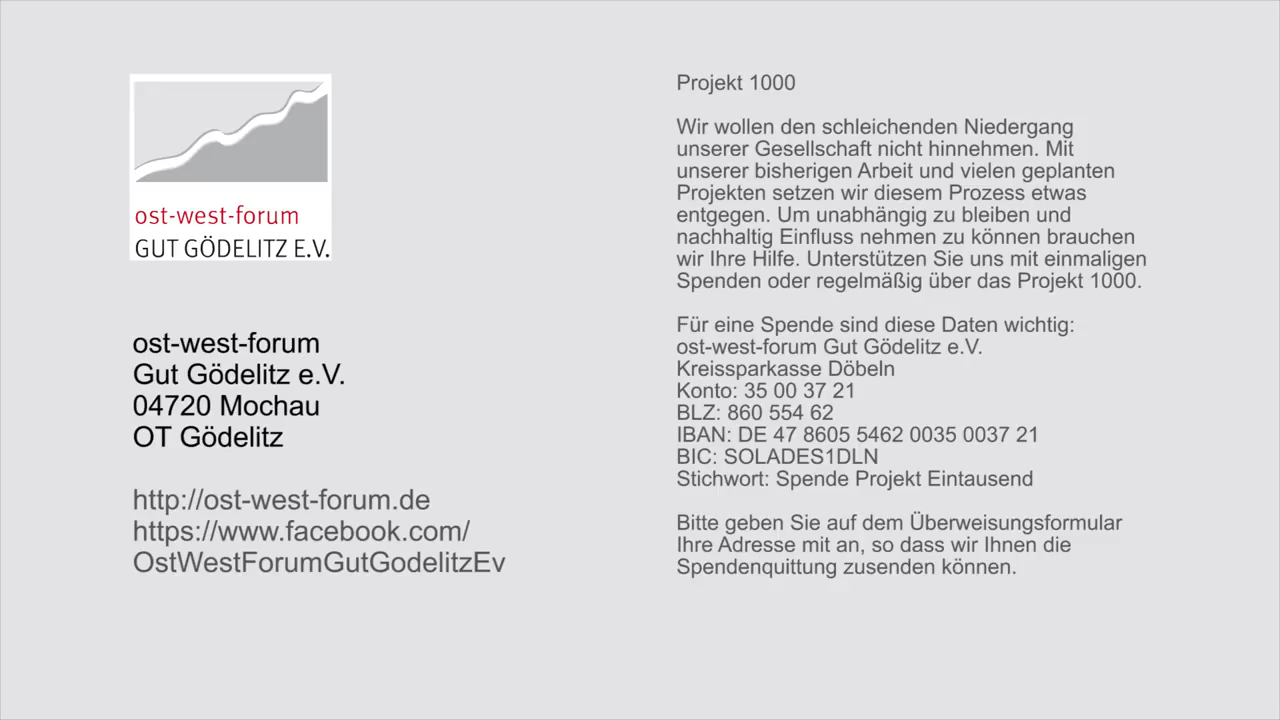 ost-west-forum
GUT GÖDELITZ E.V.
ost-west-forum
Gut Gödelitz e.V.
04720 Mochau
OT Gödelitz
http://ost-west-forum.de
https://www.facebook.com/
OstWestForumGutGodelitzEv
Projekt 1000
Wir wollen den schleichenden Niedergang
unserer Gesellschaft nicht hinnehmen. Mit
unserer bisherigen Arbeit und vielen geplanten
Projekten setzen wir diesem Prozess etwas
entgegen. Um unabhängig zu bleiben und
nachhaltig Einfluss nehmen zu können brauchen
wir Ihre Hilfe. Unterstützen Sie uns mit einmaligen
Spenden oder regelmäßig über das Projekt 1000.
Für eine Spende sind diese Daten wichtig:
ost-west-forum Gut Gödelitz e.V.
Kreissparkasse Döbeln
Konto: 35 00 37 21
BLZ: 860 554 62
IBAN: DE 47 8605 5462 0035 0037 21
BIC: SOLADES1DLN
Stichwort: Spende Projekt Eintausend
Bitte geben Sie auf dem Überweisungsformular
Ihre Adresse mit an, so dass wir Ihnen die
Spendenquittung zusenden können.